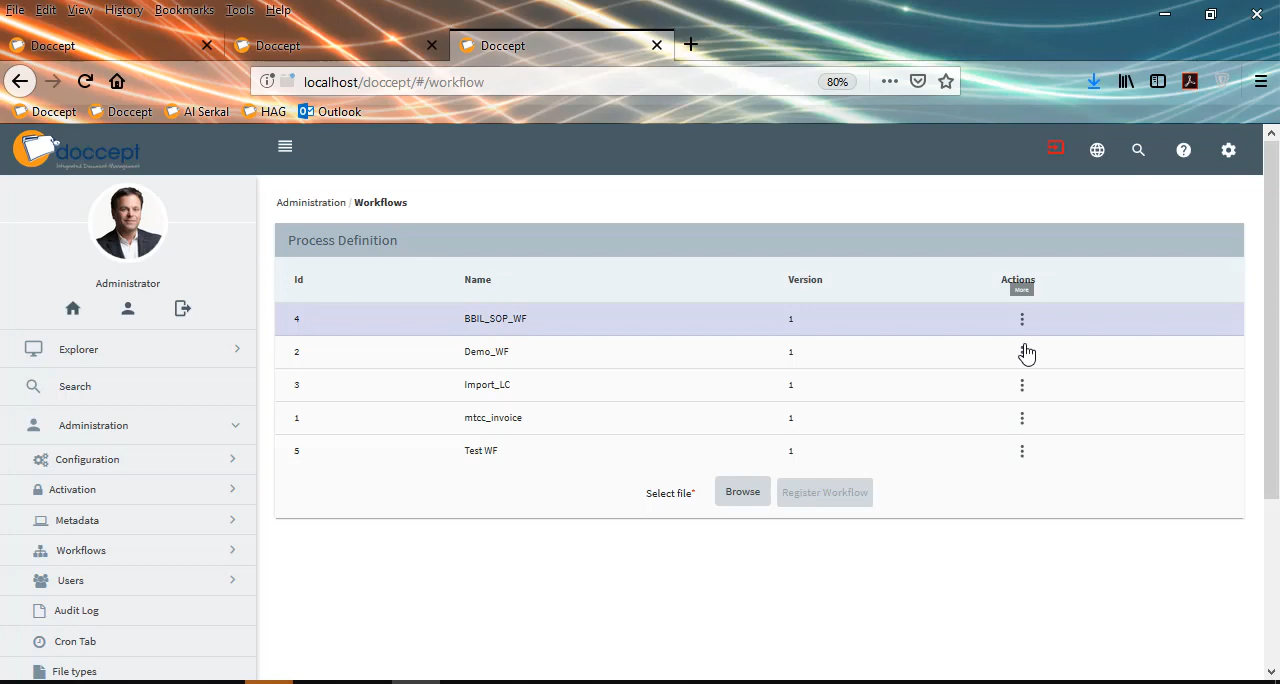 File Edit View History Bookmarks Tools Help
Doccept Doccept Doccept
localhost/doccept/#/workflow 80%
Doccept Doccept Al Serkal HAG Outlook
doccept
Integrated Document Management
Administration / Workflows
Process Definition
Id Name Version Actions
More
4 BBIL_SOP_WF 1
2 Demo_WF 1
3 Import_LC 1
1 mtcc_invoice 1
5 Test WF 1
Select file* Browse Register Workflow
Administrator
Explorer
Search
Administration
Configuration
Activation
Metadata
Workflows
Users
Audit Log
Cron Tab
File types